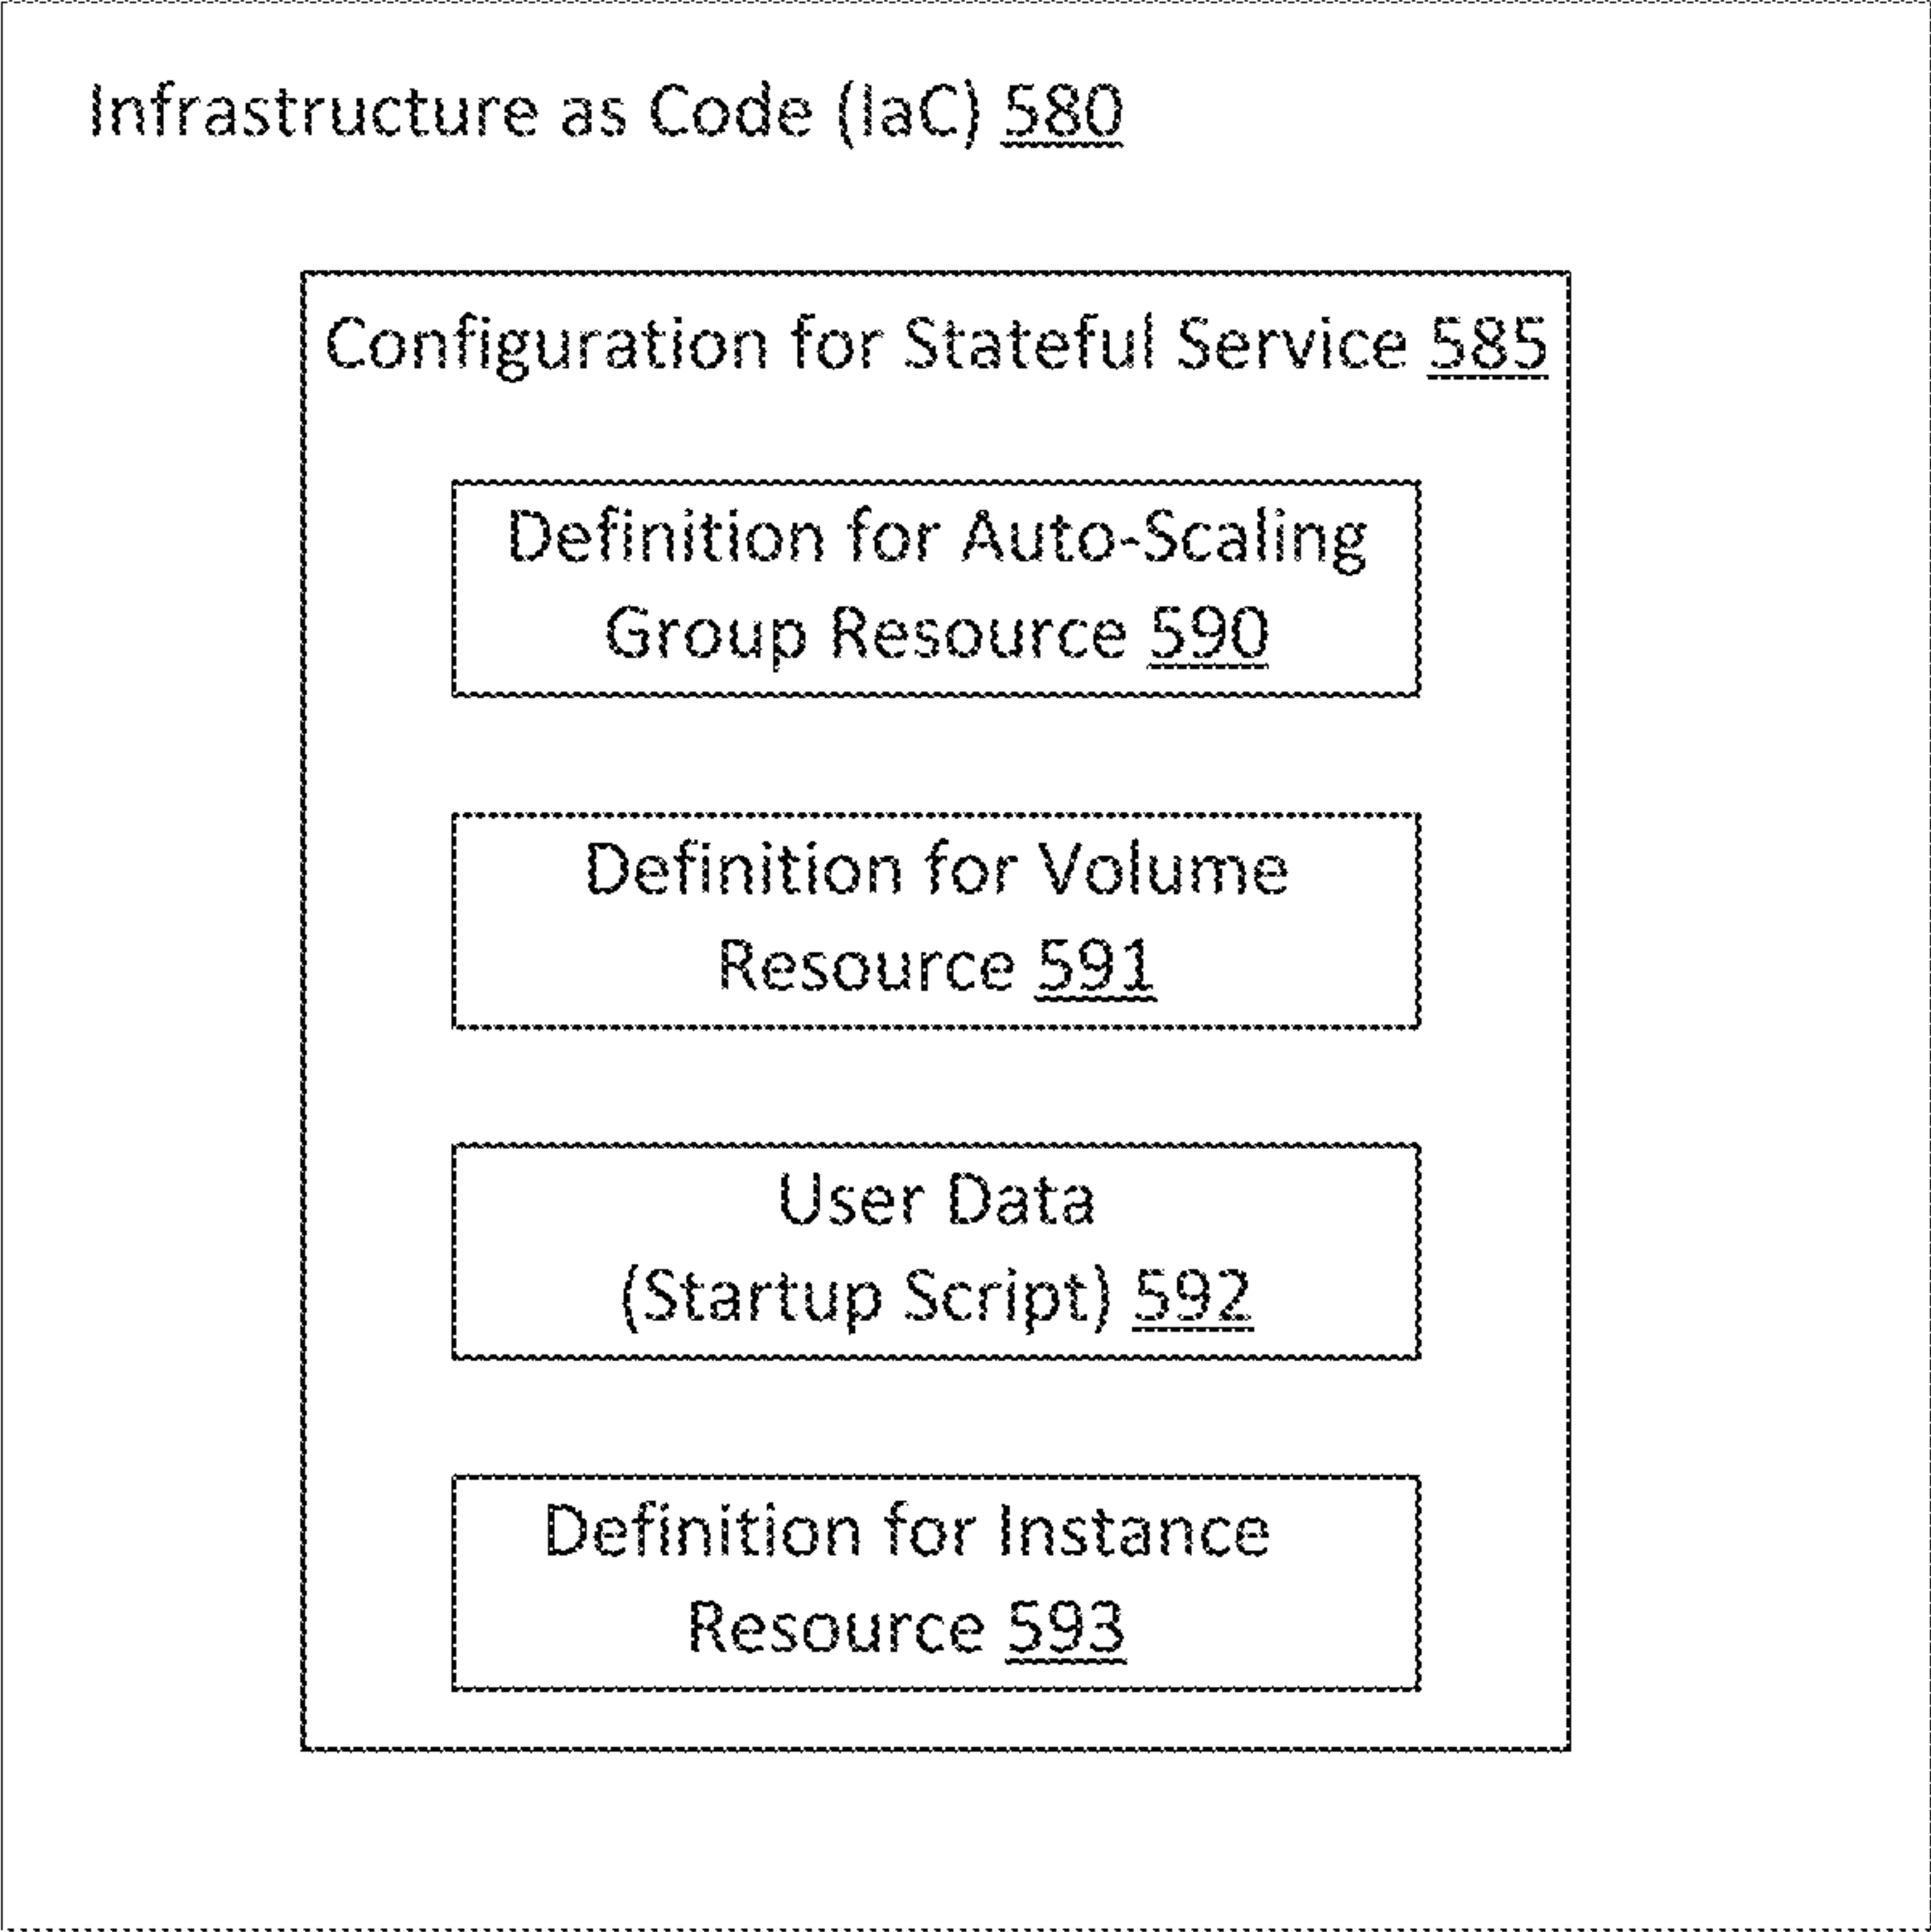 Infrastructure as Code (IaC) 580
Configuration for Stateful Service 585
Definition for Auto-Scaling
Group Resource 590
Definition for Volume
Resource 591
User Data
(Startup Script) 592
Definition for Instance
Resource 593